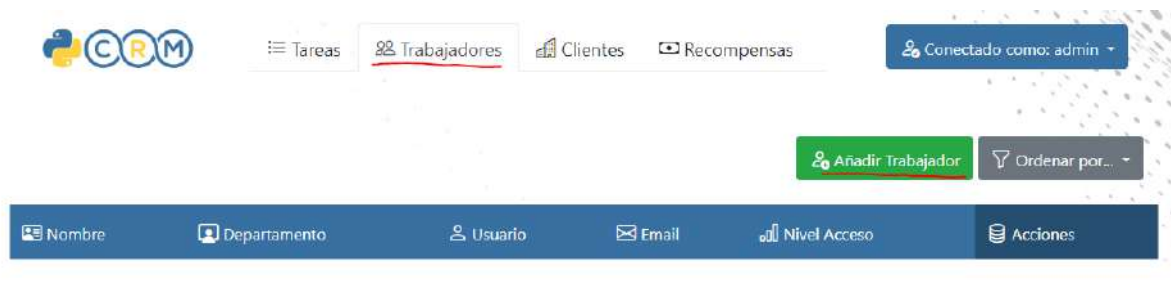 CRM Tareas Trabajadores Clientes Recompensas Conectado como: admin
Añadir Trabajador Ordenar por...
Nombre Departamento Usuario Email Nivel Acceso Acciones